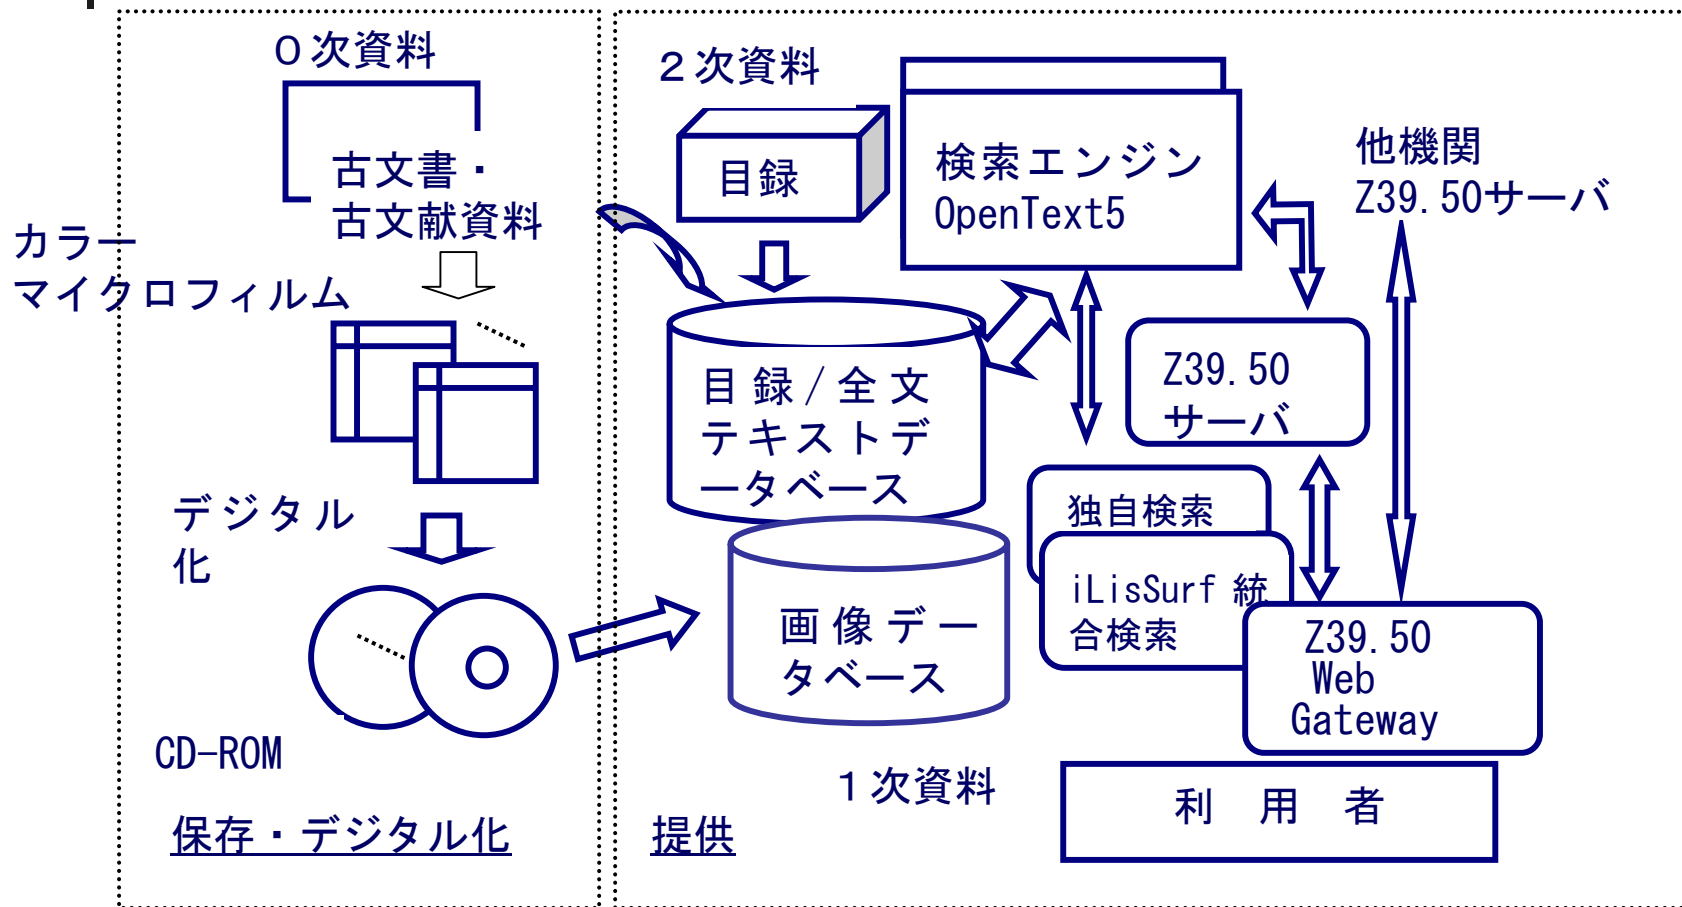 ０次資料
古文書・
古文献資料
カラー
マイクロフィルム
デジタル
化
CD-ROM
保存・デジタル化
２次資料
目録
検索エンジン
OpenText5
他機関
Z39.50サーバ
目録/全文
テキストデ
ータベース
Z39.50
サーバ
独自検索
iLisSurf 統
合検索
画像デー
タベース
Z39.50
Web
Gateway
１次資料
利　用　者
提供